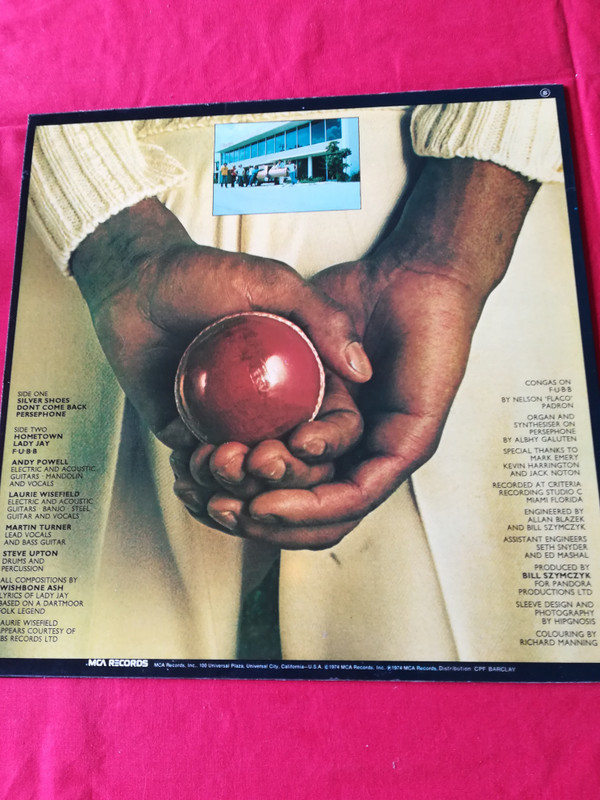 SIDE ONE
SILVER SHOES
DONT COME BACK
PERSEPHONE
SIDE TWO
HOMETOWN
LADY JAY
F·U·B·B
ANDY POWELL
ELECTRIC AND ACOUSTIC
GUITARS · MANDOLIN
AND VOCALS
LAURIE WISEFIELD
ELECTRIC AND ACOUSTIC
GUITARS · BANJO · STEEL
GUITAR AND VOCALS
MARTIN TURNER
LEAD VOCALS
AND BASS GUITAR
STEVE UPTON
DRUMS AND
PERCUSSION
ALL COMPOSITIONS BY
WISHBONE ASH
LYRICS OF LADY JAY
BASED ON A DARTMOOR
FOLK LEGEND
LAURIE WISEFIELD
APPEARS COURTESY OF
BS RECORDS LTD
CONGAS ON
F·U·B·B
BY NELSON 'FLACO'
PADRON
ORGAN AND
SYNTHESISER ON
PERSEPHONE
BY ALBHY GALUTEN
SPECIAL THANKS TO
MARK EMERY
KEVIN HARRINGTON
AND JACK NOTON
RECORDED AT CRITERIA
RECORDING STUDIO C
MIAMI FLORIDA
ENGINEERED BY
ALLAN BLAZEK
AND BILL SZYMCZYK
ASSISTANT ENGINEERS
SETH SNYDER
AND ED MASHAL
PRODUCED BY
BILL SZYMCZYK
FOR PANDORA
PRODUCTIONS LTD
SLEEVE DESIGN AND
PHOTOGRAPHY
BY HIPGNOSIS
COLOURING BY
RICHARD MANNING
MCA RECORDS MCA Records, Inc., 100 Universal Plaza, Universal City, California—U.S.A. ©1974 MCA Records, Inc. ℗1974 MCA Records, Distribution: CPF BARCLAY